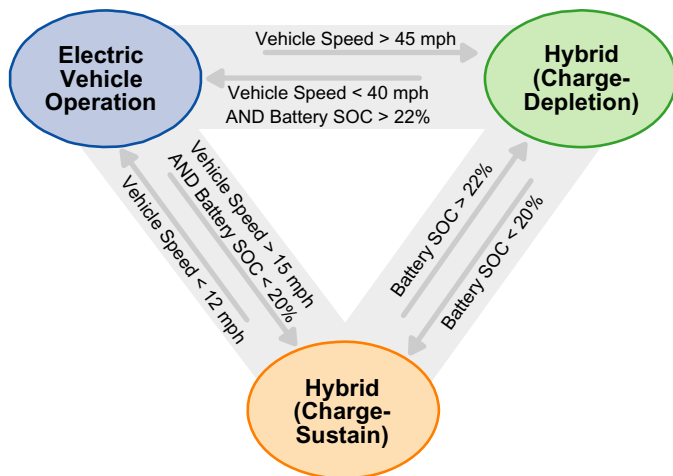 Electric
Vehicle
Operation
Vehicle Speed > 45 mph
Vehicle Speed < 40 mph
AND Battery SOC > 22%
Hybrid
(Charge-
Depletion)
Vehicle Speed > 15 mph
AND Battery SOC < 20%
Vehicle Speed < 12 mph
Battery SOC > 22%
Battery SOC < 20%
Hybrid
(Charge-
Sustain)